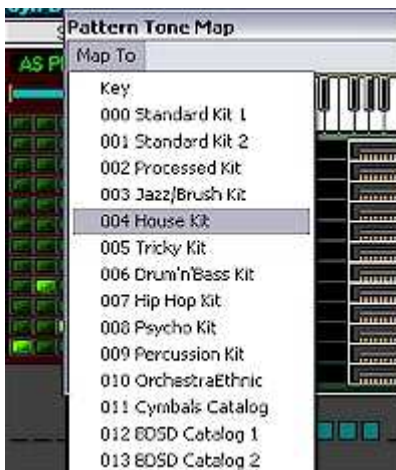 Pattern Tone Map
AS P
Map To
Key
000 Standard Kit 1
001 Standard Kit 2
002 Processed Kit
003 Jazz/Brush Kit
004 House Kit
005 Tricky Kit
006 Drum'n'Bass Kit
007 Hip Hop Kit
008 Psycho Kit
009 Percussion Kit
010 OrchestraEthnic
011 Cymbals Catalog
012 BDSD Catalog 1
013 BDSD Catalog 2